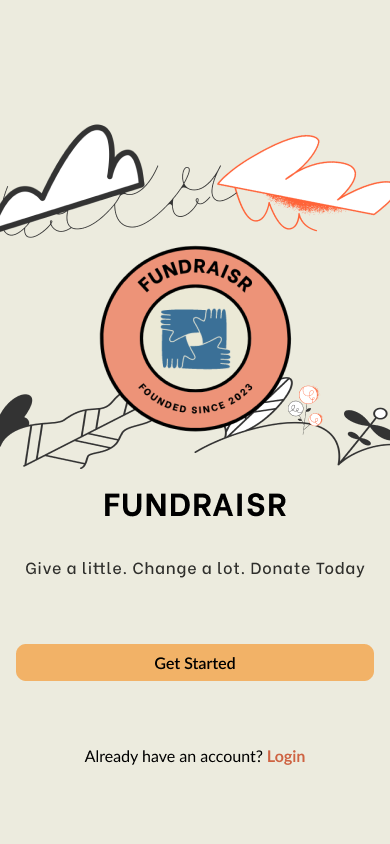 FUNDRAISR
FOUNDED SINCE 2023
FUNDRAISR
Give a little. Change a lot. Donate Today
Get Started
Already have an account? Login